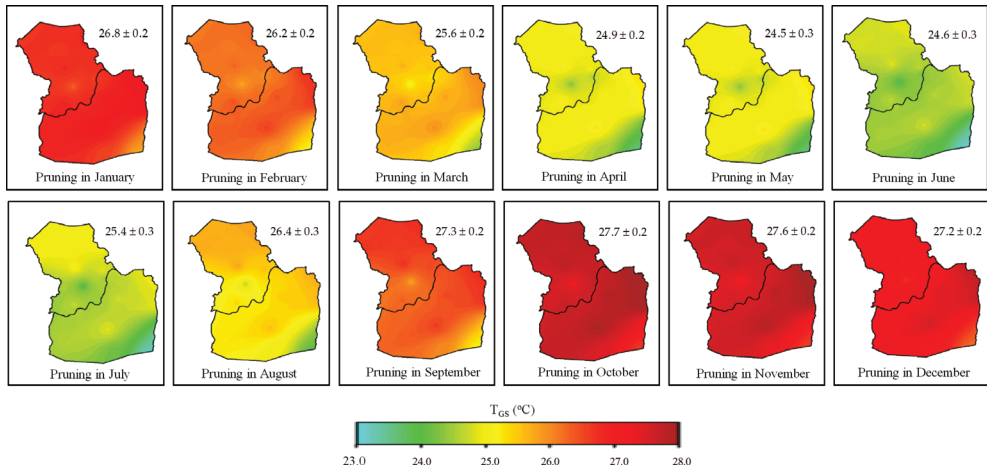 26.8 ± 0.2
Pruning in January
26.2 ± 0.2
Pruning in February
25.6 ± 0.2
Pruning in March
24.9 ± 0.2
Pruning in April
24.5 ± 0.3
Pruning in May
24.6 ± 0.3
Pruning in June
25.4 ± 0.3
Pruning in July
26.4 ± 0.3
Pruning in August
27.3 ± 0.2
Pruning in September
27.7 ± 0.2
Pruning in October
27.6 ± 0.2
Pruning in November
27.2 ± 0.2
Pruning in December
T_GS (ºC)
23.0 24.0 25.0 26.0 27.0 28.0